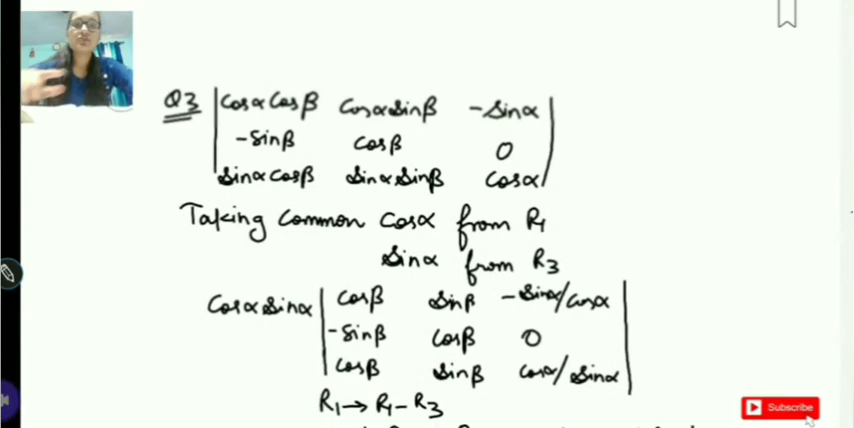 Q3 | cosα cosβ cosα sinβ -sinα |
-sinβ cosβ 0
sinα cosβ sinα sinβ cosα
Taking common cosα from R₁
sinα from R₃
cosα sinα | cosβ sinβ -sinα/cosα |
-sinβ cosβ 0
cosβ sinβ cosα/sinα
R₁→R₁-R₃
Subscribe